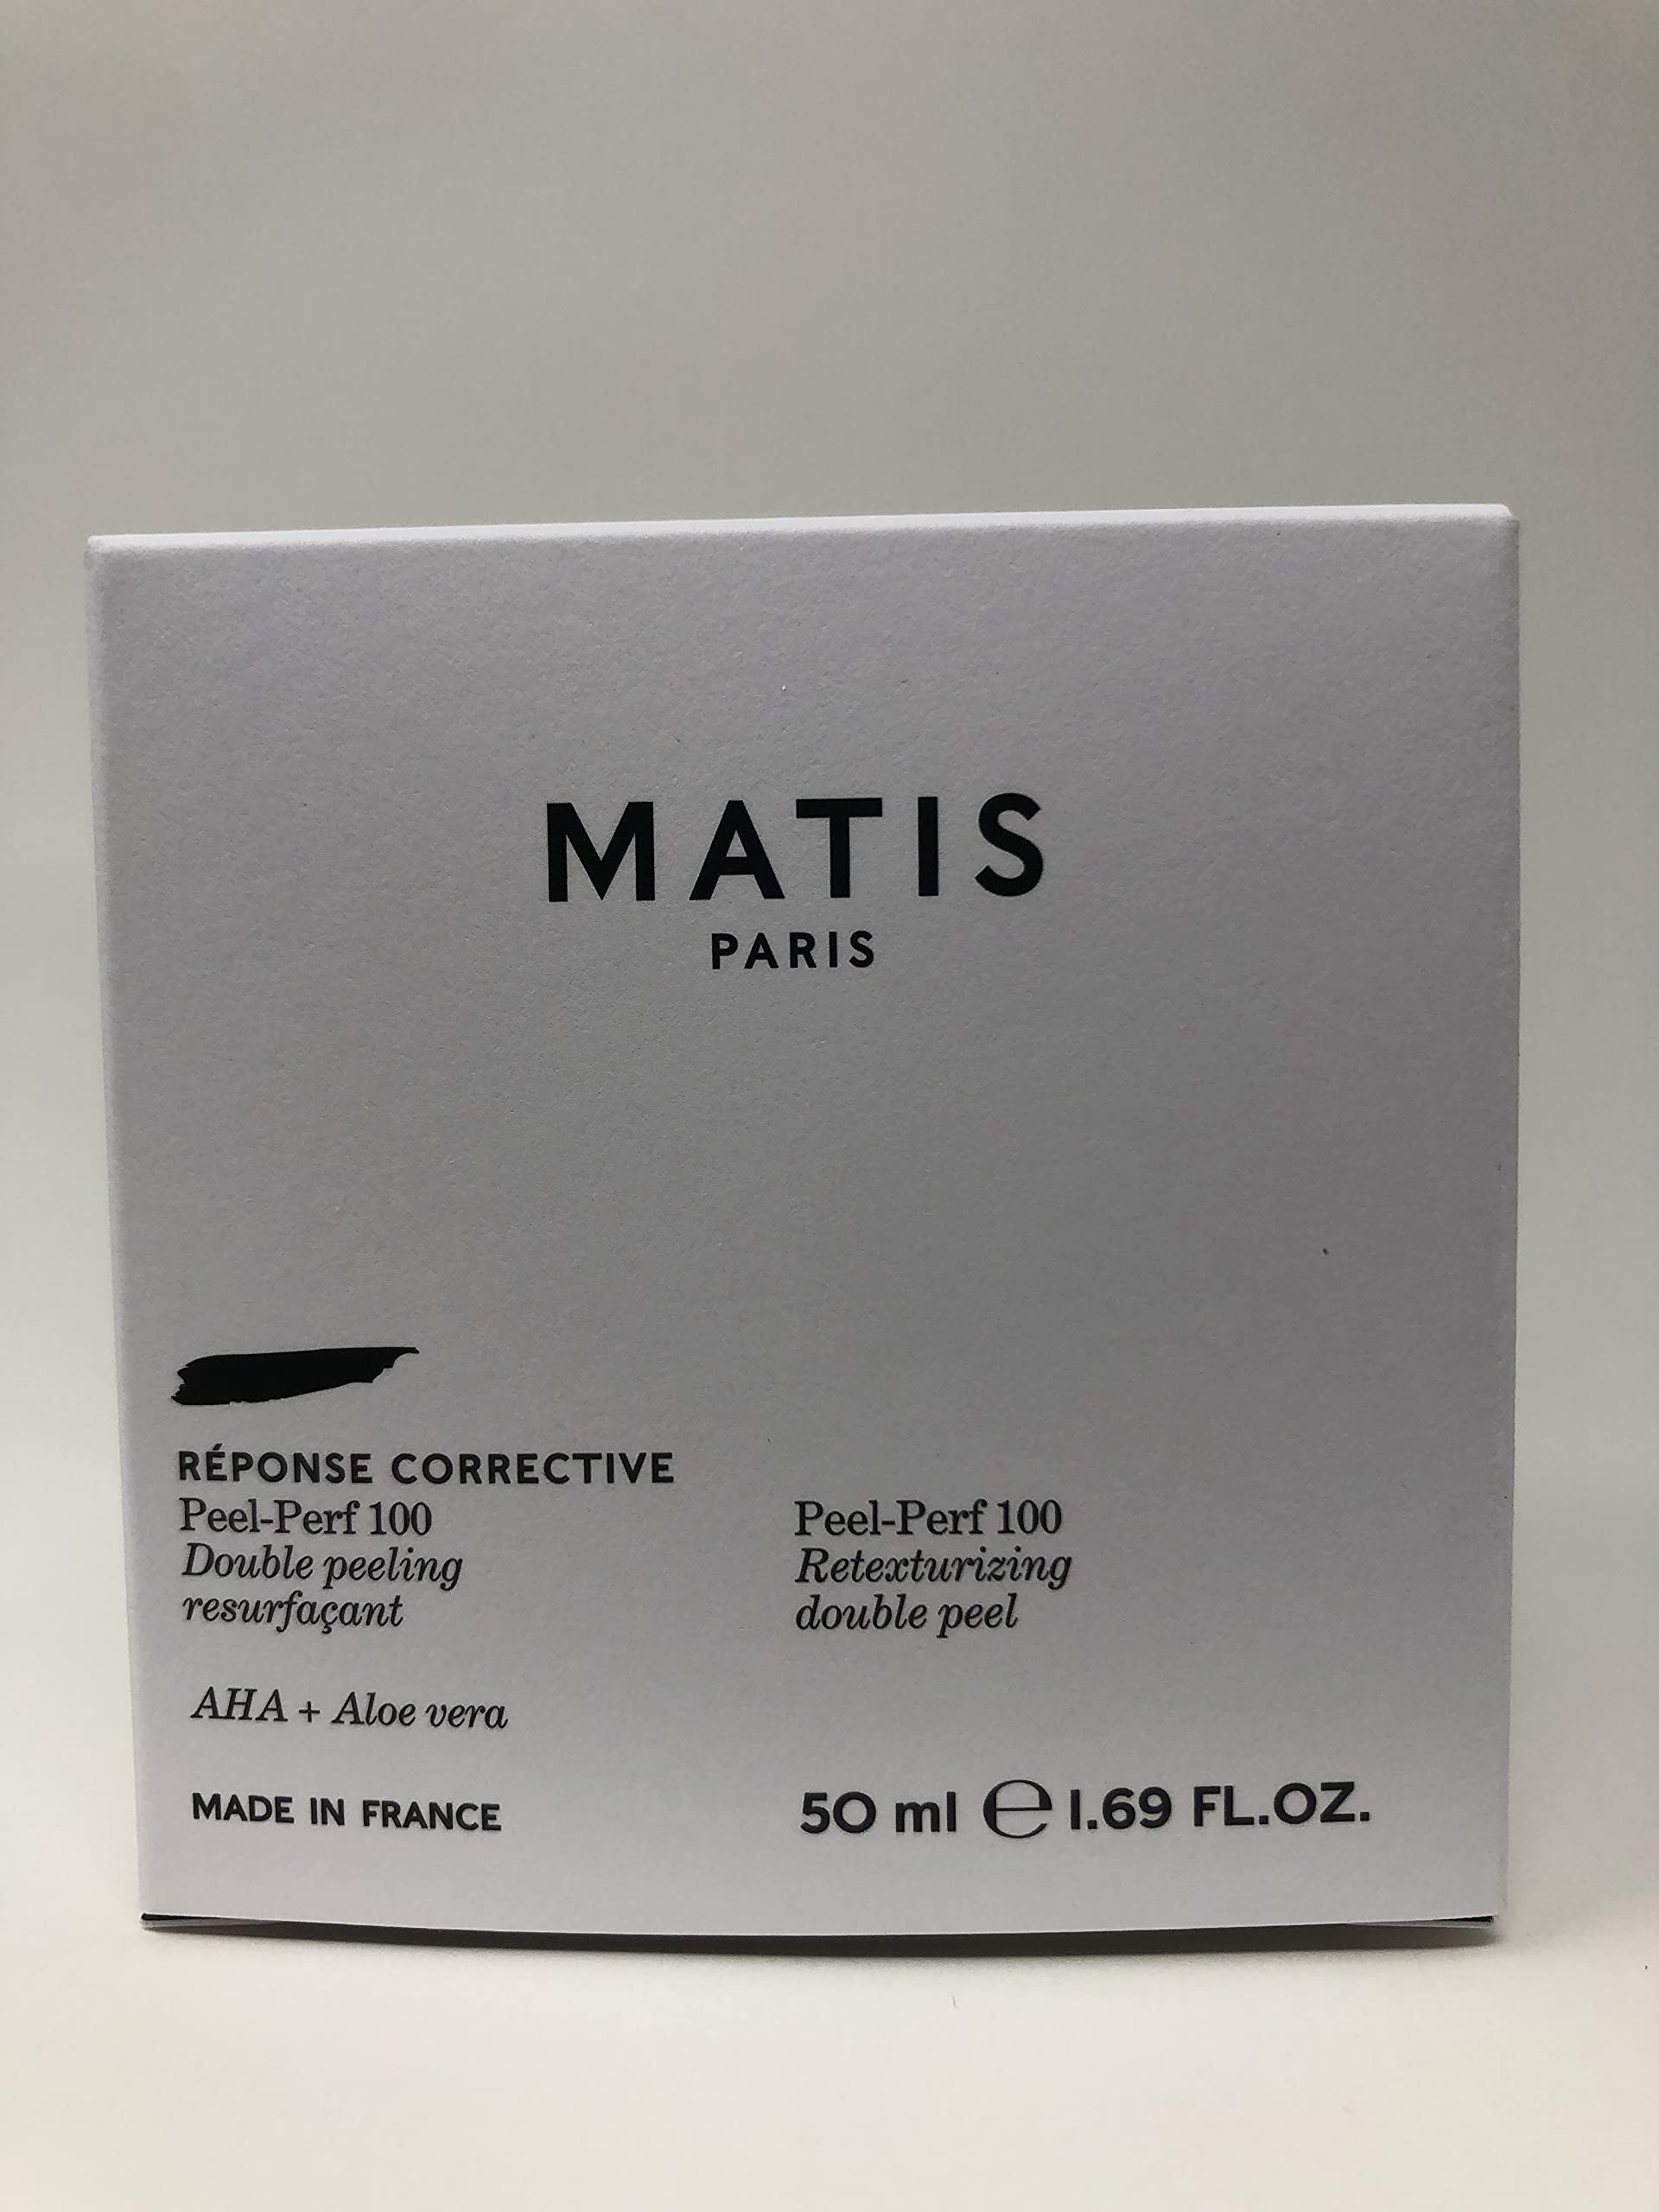 MATIS
PARIS
RÉPONSE CORRECTIVE
Peel-Perf 100
Double peeling
resurfaçant
Peel-Perf 100
Retexturizing
double peel
AHA + Aloe vera
MADE IN FRANCE
50 ml ℮ 1.69 FL.OZ.